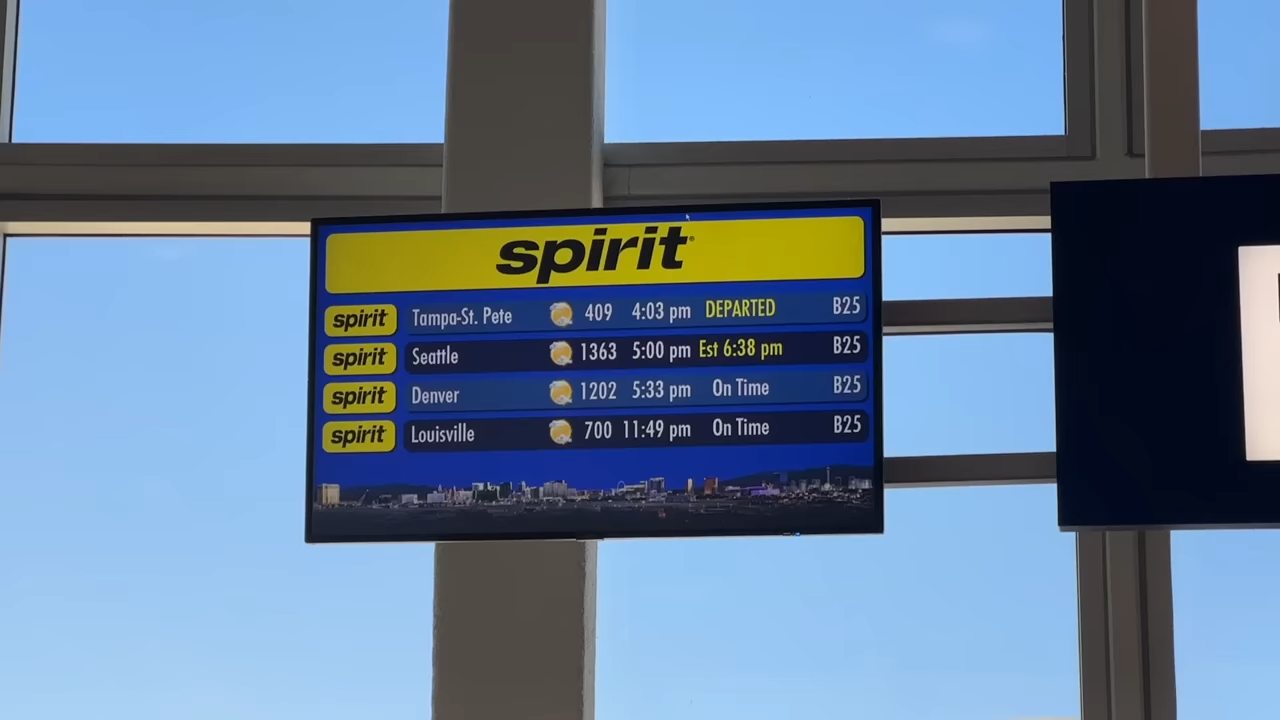 spirit
spirit Tampa-St. Pete 409 4:03 pm DEPARTED B25
spirit Seattle 1363 5:00 pm Est 6:38 pm B25
spirit Denver 1202 5:33 pm On Time B25
spirit Louisville 700 11:49 pm On Time B25